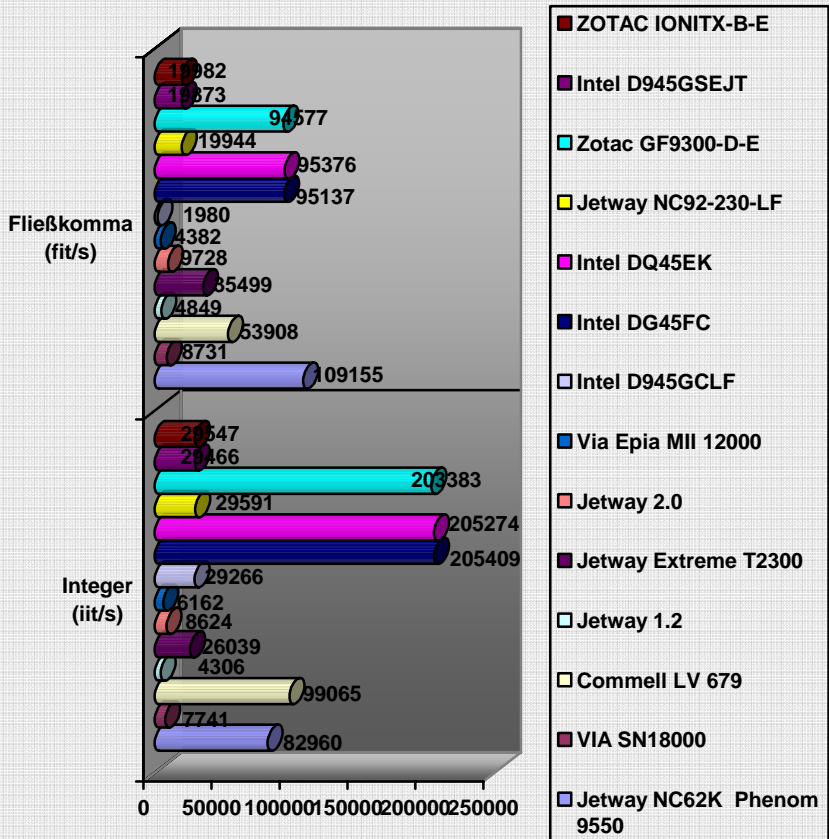 Fließkomma
(fit/s)
19982
19873
94577
19944
95376
95137
1980
4382
9728
35499
4849
53908
8731
109155
Integer
(iit/s)
29547
29466
203383
29591
205274
205409
29266
6162
8624
26039
4306
99065
7741
82960
0 50000 100000 150000 200000 250000
ZOTAC IONITX-B-E
Intel D945GSEJT
Zotac GF9300-D-E
Jetway NC92-230-LF
Intel DQ45EK
Intel DG45FC
Intel D945GCLF
Via Epia MII 12000
Jetway 2.0
Jetway Extreme T2300
Jetway 1.2
Commell LV 679
VIA SN18000
Jetway NC62K Phenom
9550